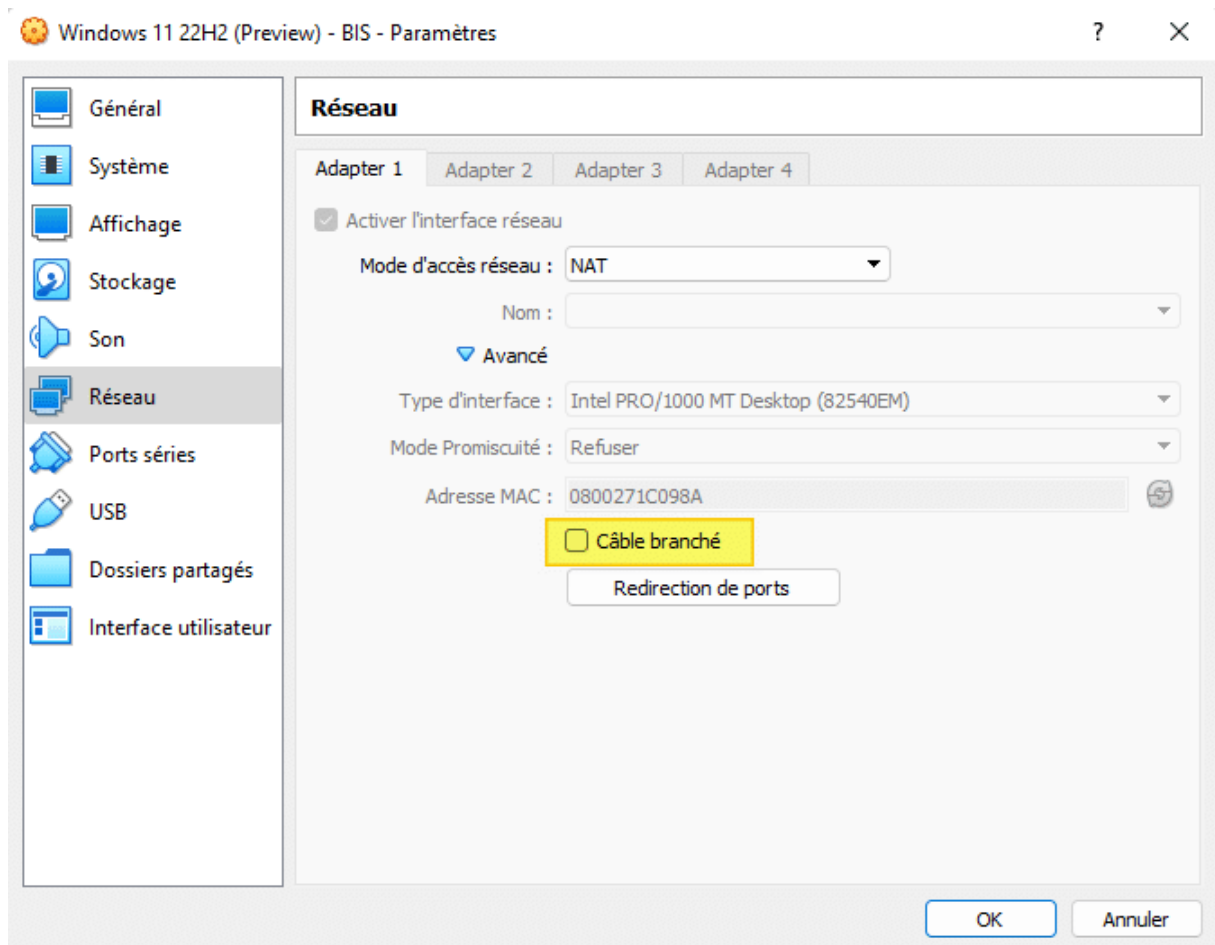 Windows 11 22H2 (Preview) - BIS - Paramètres
?
Général
Système
Affichage
Stockage
Son
Réseau
Ports séries
USB
Dossiers partagés
Interface utilisateur
Réseau
Adapter 1 Adapter 2 Adapter 3 Adapter 4
Activer l'interface réseau
Mode d'accès réseau : NAT
Nom :
Avancé
Type d'interface : Intel PRO/1000 MT Desktop (82540EM)
Mode Promiscuité : Refuser
Adresse MAC : 0800271C098A
Câble branché
Redirection de ports
OK Annuler